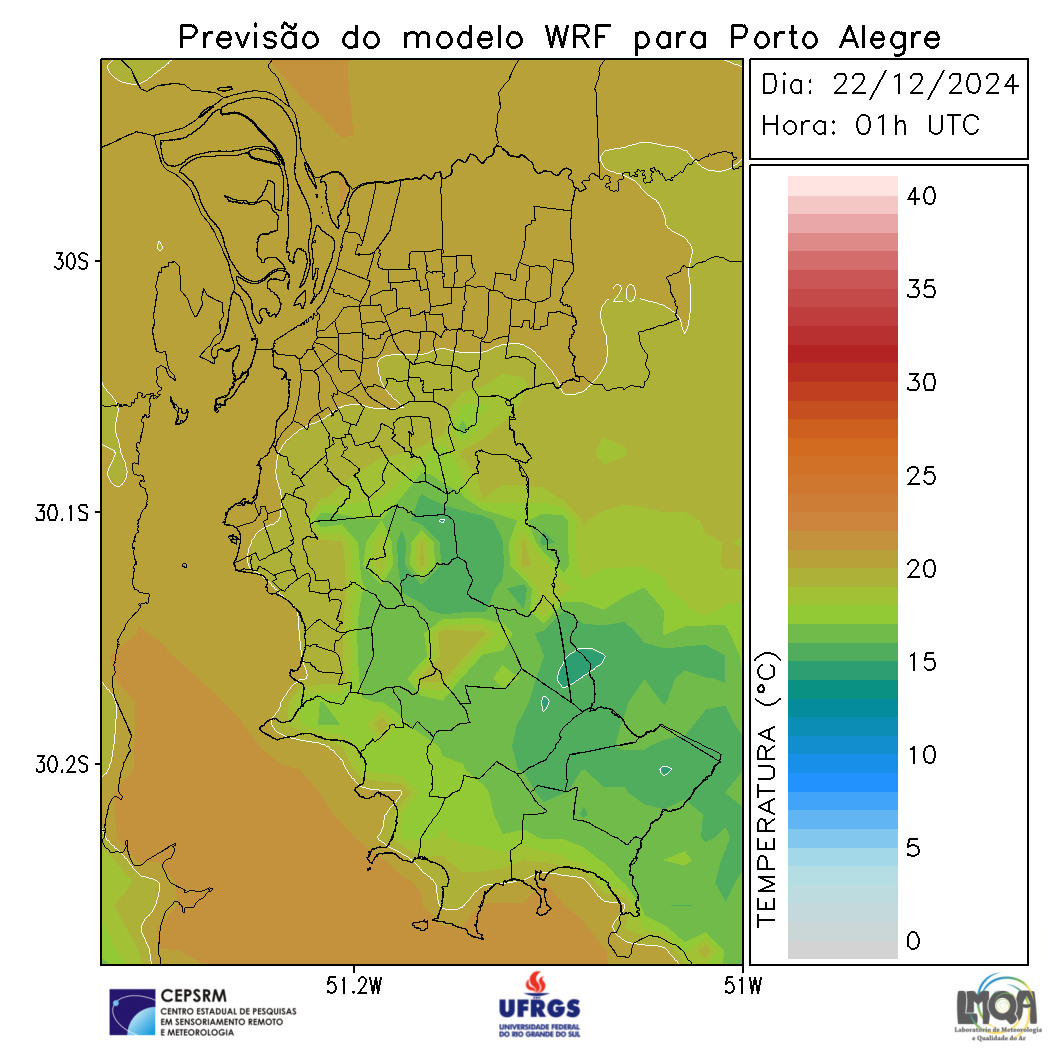 Previsão do modelo WRF para Porto Alegre
Dia: 22/12/2024
Hora: 01h UTC
30S
30.1S
30.2S
51.2W
51W
20
TEMPERATURA (°C)
40
35
30
25
20
15
10
5
0
CEPSRM
CENTRO ESTADUAL DE PESQUISAS
EM SENSORIAMENTO REMOTO
E METEOROLOGIA
UFRGS
UNIVERSIDADE FEDERAL
DO RIO GRANDE DO SUL
LMQA
Laboratório de Meteorologia
e Qualidade do Ar